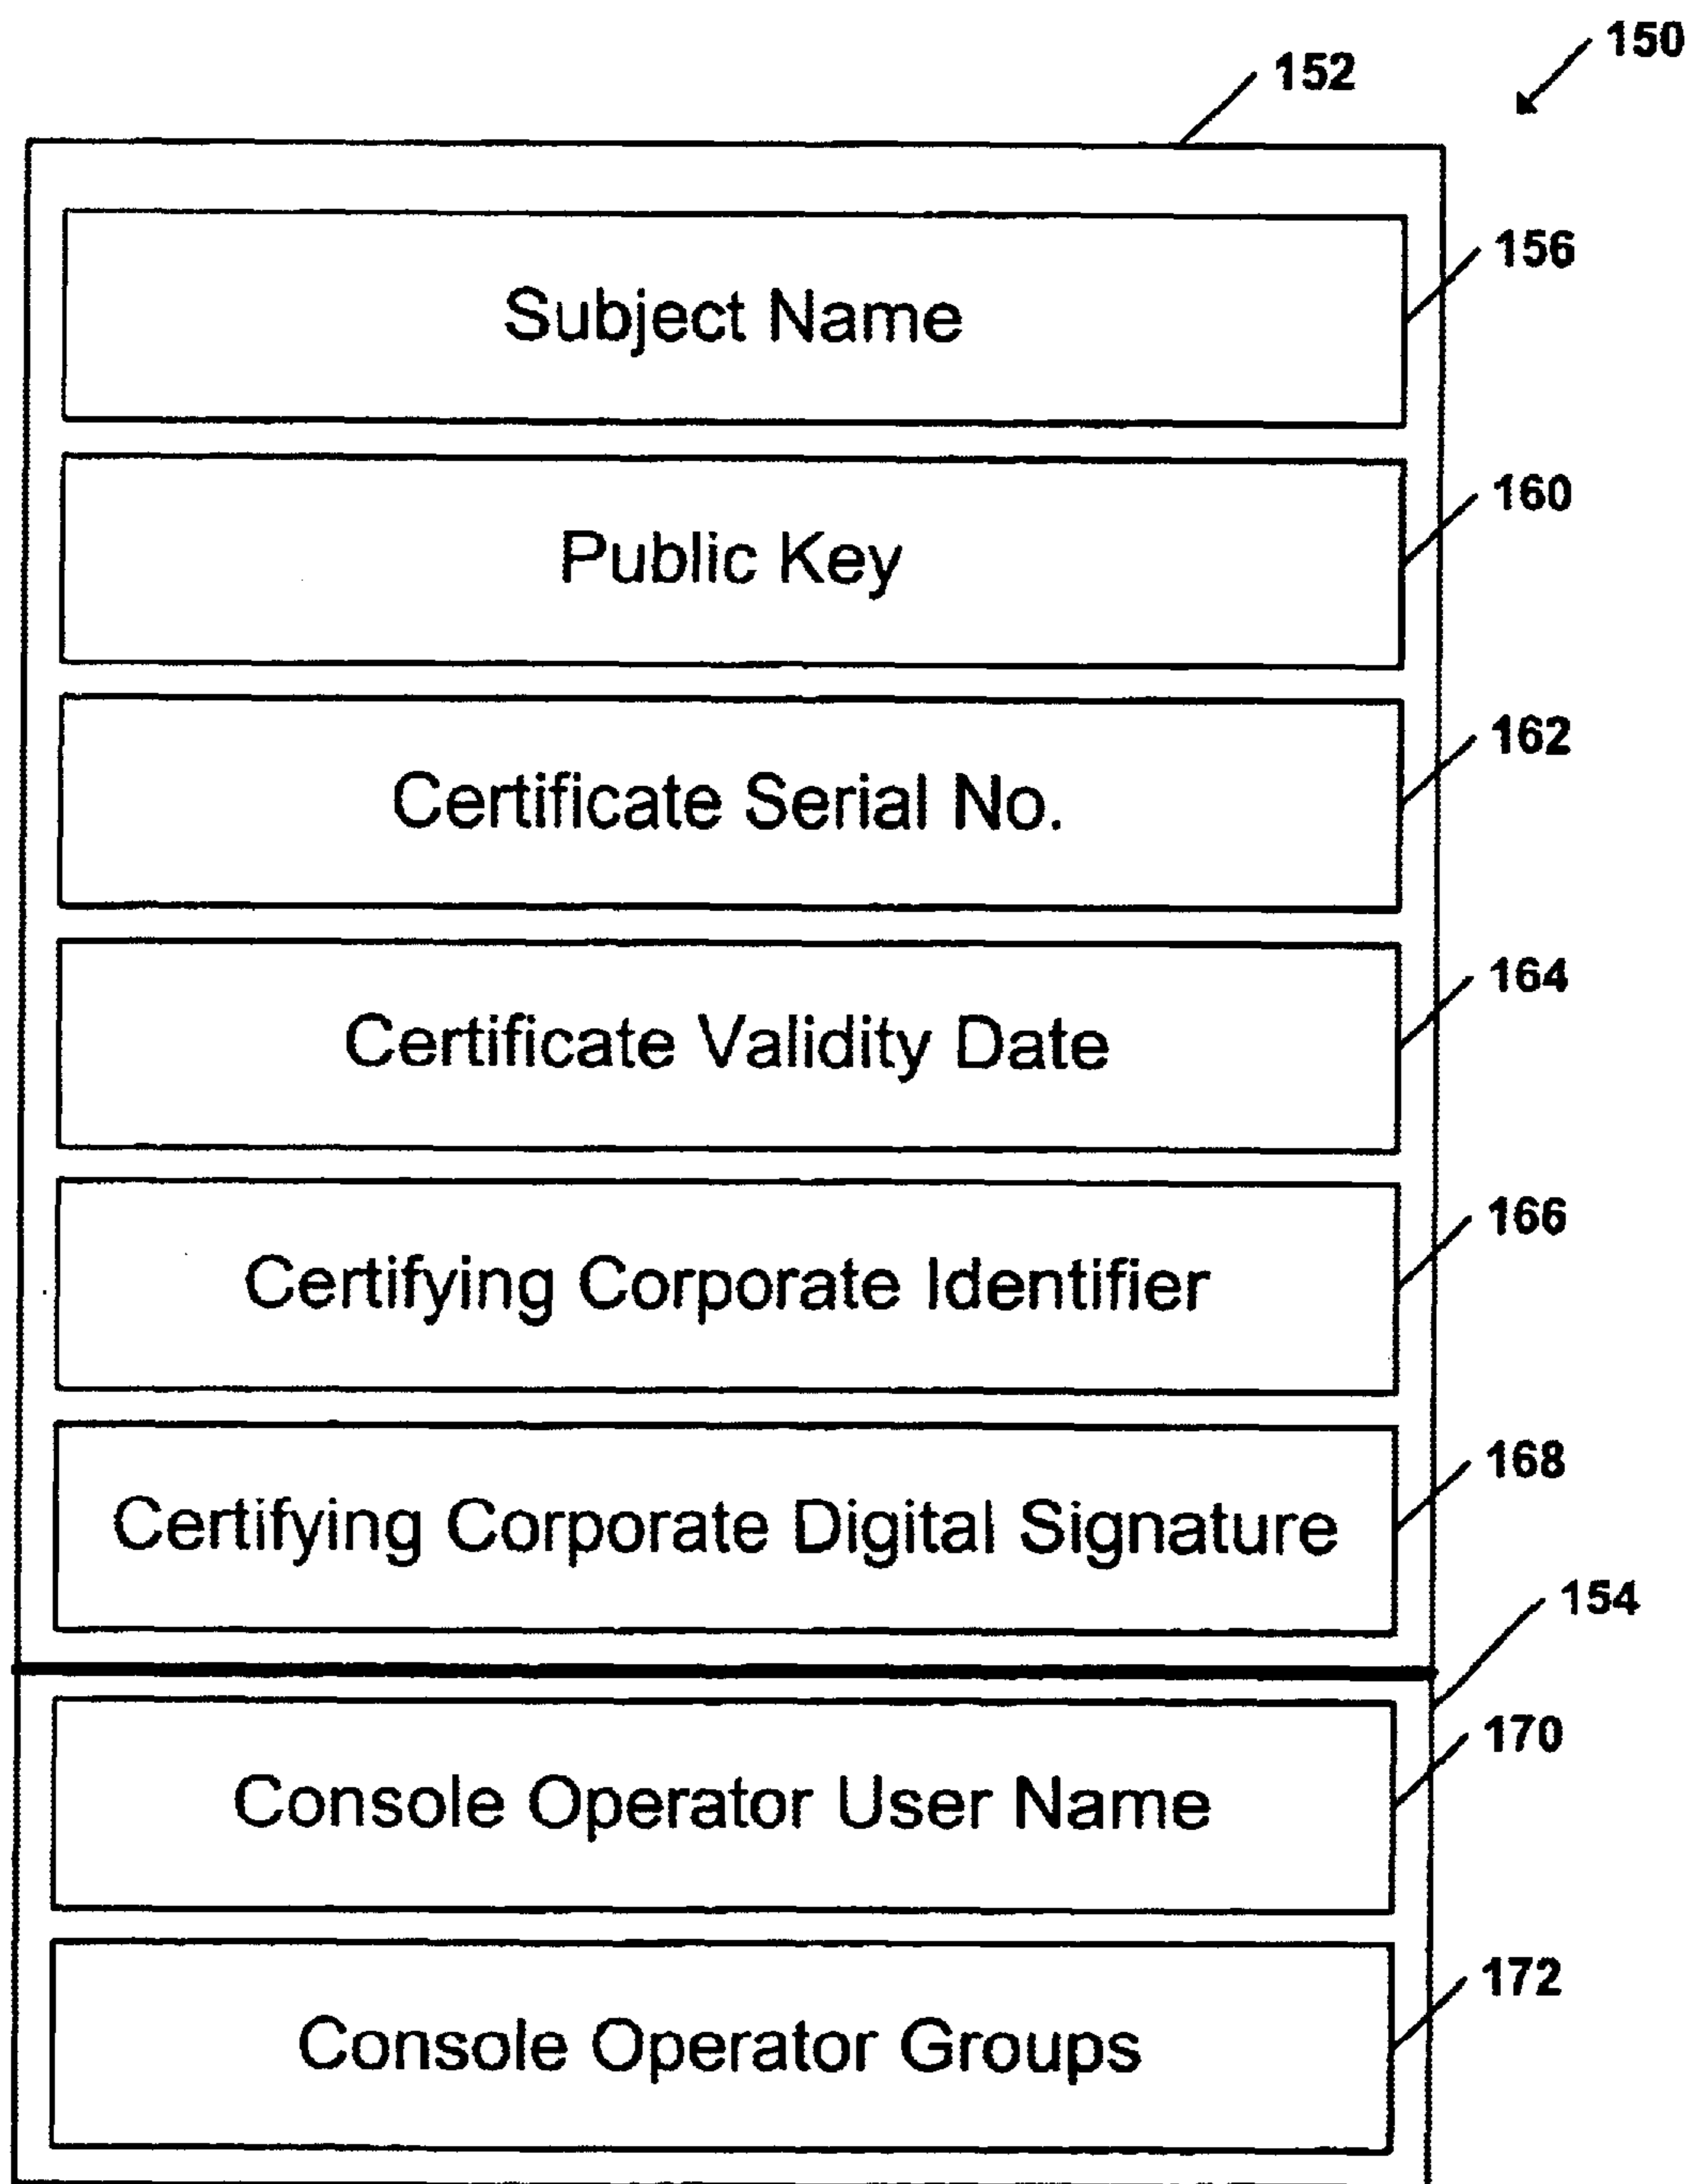 150
152
Subject Name
156
Public Key
160
Certificate Serial No.
162
Certificate Validity Date
164
Certifying Corporate Identifier
166
Certifying Corporate Digital Signature
168
154
Console Operator User Name
170
Console Operator Groups
172